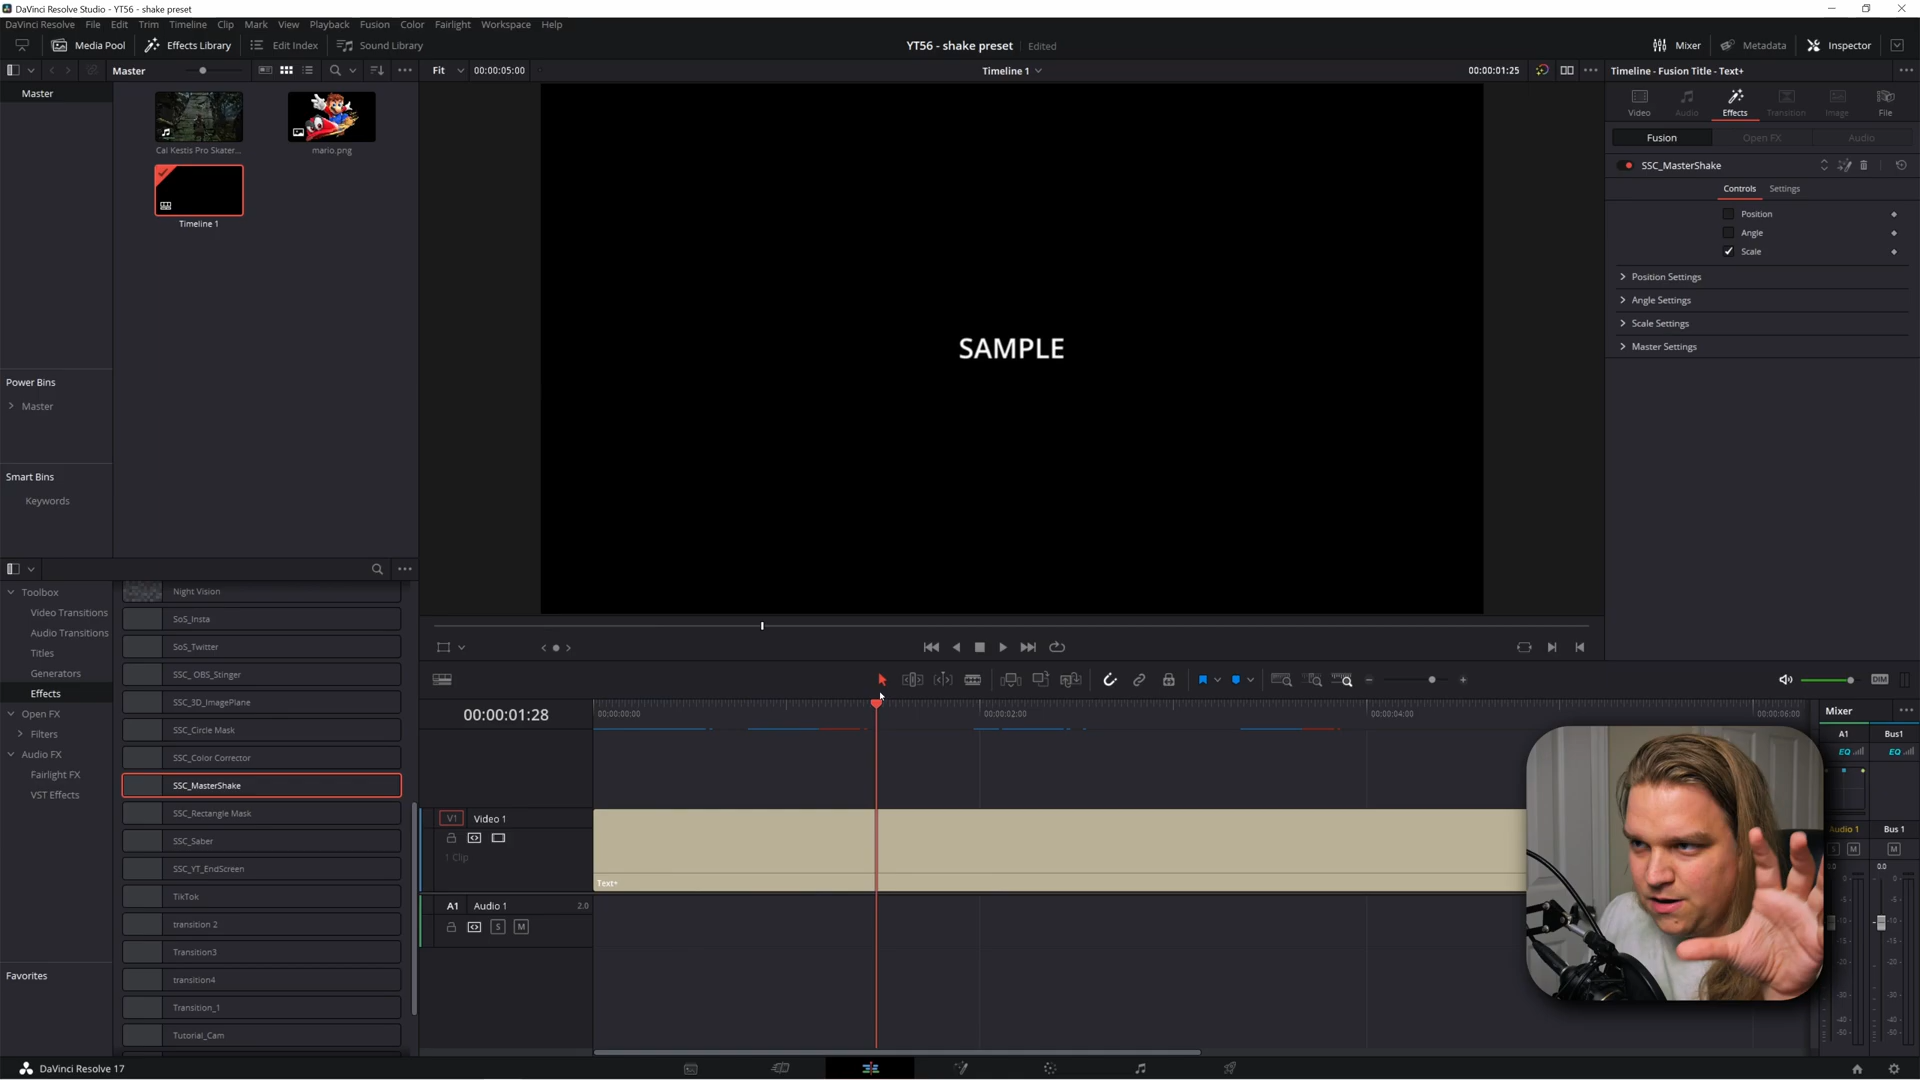 DaVinci Resolve Studio - YT56 - shake preset
DaVinci Resolve File Edit Trim Timeline Clip Mark View Playback Fusion Color Fairlight Workspace Help
Media Pool Effects Library Edit Index Sound Library YT56 - shake preset Edited Mixer Metadata Inspector
Master Fit 00:00:05:00 Timeline 1 00:00:01:25 Timeline - Fusion Title - Text+
Master
Cal Kestis Pro Skater...
mario.png
Timeline 1
Video Audio Effects Transition Image File
Fusion Open FX Audio
SSC_MasterShake
Controls Settings
Position
Angle
Scale
Position Settings
Angle Settings
Scale Settings
Master Settings
SAMPLE
Power Bins
Master
Smart Bins
Keywords
Toolbox
Video Transitions
Audio Transitions
Titles
Generators
Effects
Open FX
Filters
Audio FX
Fairlight FX
VST Effects
Favorites
Night Vision
SoS_Insta
SoS_Twitter
SSC_ OBS_Stinger
SSC_3D_ImagePlane
SSC_Circle Mask
SSC_Color Corrector
SSC_MasterShake
SSC_Rectangle Mask
SSC_Saber
SSC_YT_EndScreen
TikTok
transition 2
Transition3
transition4
Transition_1
Tutorial_Cam
DIM
00:00:01:28 00:00:00:00 00:00:02:00 00:00:04:00 00:00:06:00
V1 Video 1
1 Clip
Text+
A1 Audio 1 2.0
S M
Mixer
A1 Bus1
EQ EQ
Audio 1 Bus 1
S M M
0.0 0.0
DaVinci Resolve 17